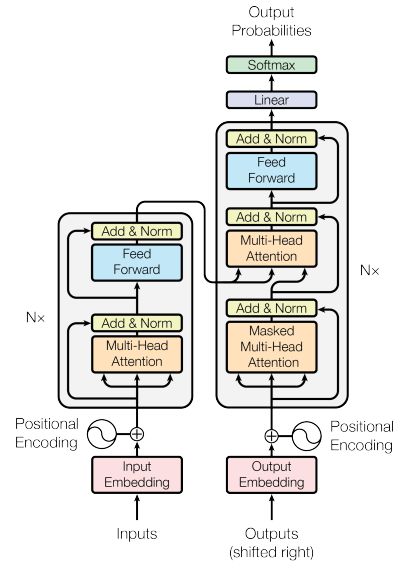 Output
Probabilities
Softmax
Linear
Add & Norm
Feed
Forward
Add & Norm
Multi-Head
Attention
Add & Norm
Masked
Multi-Head
Attention
N×
Add & Norm
Feed
Forward
Add & Norm
Multi-Head
Attention
N×
Positional
Encoding
Positional
Encoding
Input
Embedding
Output
Embedding
Inputs
Outputs
(shifted right)